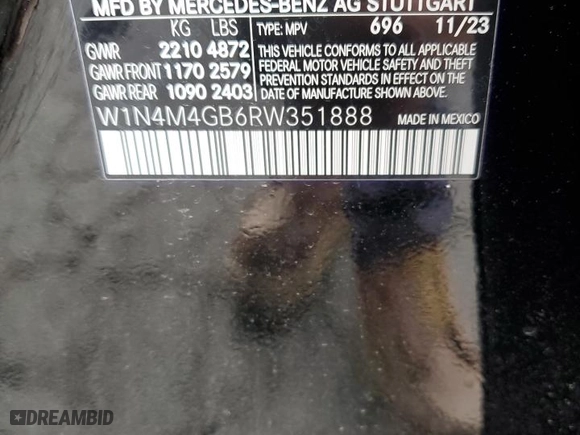 MFD BY MERCEDES-BENZ AG STUTTGART
KG LBS TYPE: MPV 696 11/23
GVWR 2210 4872
GAWR FRONT 1170 2579
GAWR REAR 1090 2403
THIS VEHICLE CONFORMS TO ALL APPLICABLE
FEDERAL MOTOR VEHICLE SAFETY AND THEFT
PREVENTION STANDARDS IN EFFECT ON THE
DATE OF MANUFACTURE SHOWN ABOVE.
W1N4M4GB6RW351888
MADE IN MEXICO
DREAMBID